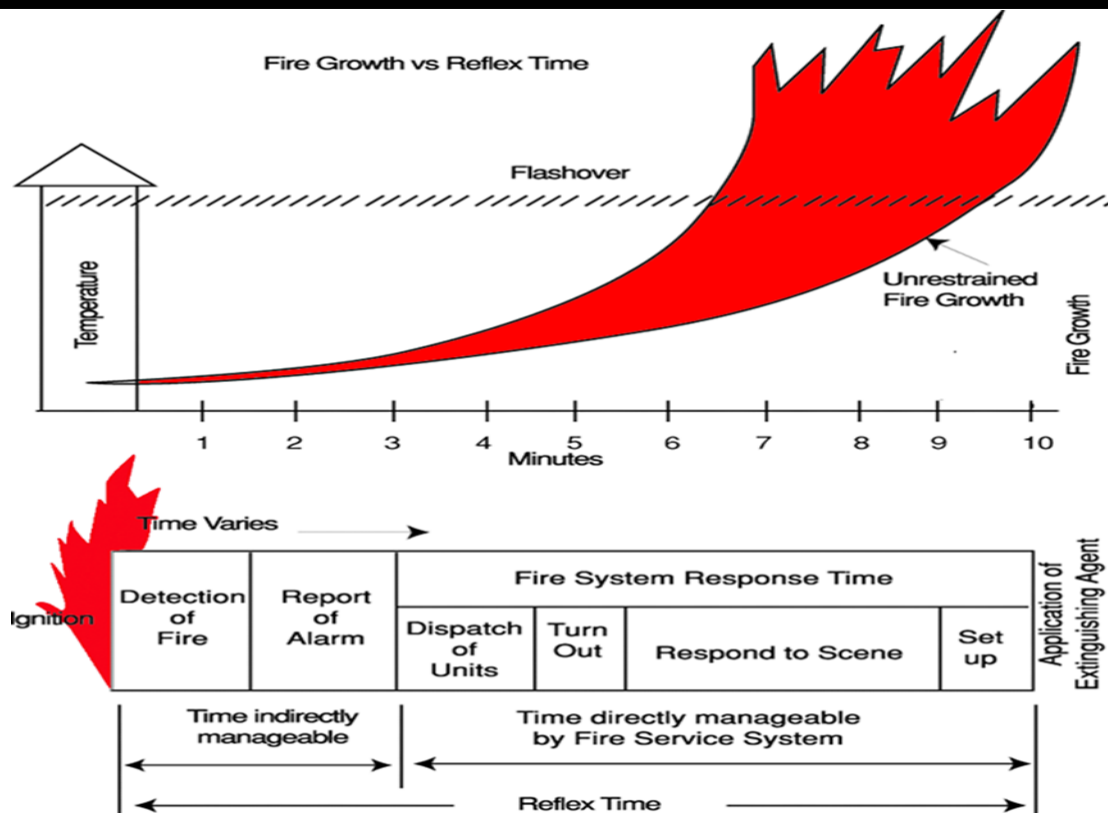 Fire Growth vs Reflex Time
Flashover
Temperature
Unrestrained
Fire Growth
Fire Growth
1 2 3 4 5 6 7 8 9 10
Minutes
Time Varies
Ignition
Detection
of
Fire
Report
of
Alarm
Fire System Response Time
Dispatch
of
Units
Turn
Out
Respond to Scene
Set
up
Application of
Extinguishing Agent
Time indirectly
manageable
Time directly manageable
by Fire Service System
Reflex Time